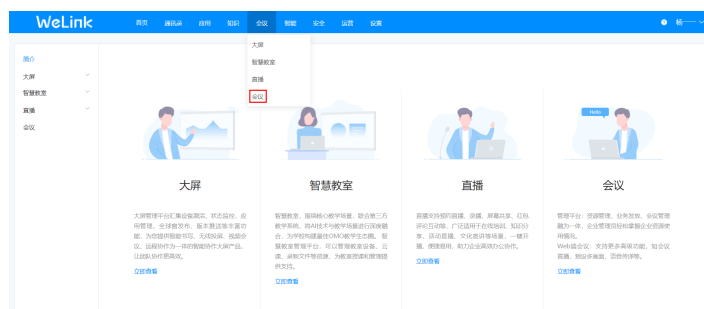 WeLink 首页 通讯录 应用 知识 会议 智能 安全 运营 设置 杨
简介
大屏
智慧教室
直播
会议
大屏
智慧教室
直播
会议
Hello
大屏
大屏管理平台汇集设备激活、状态监控、应
用管理、全球窗发布、版本推送等丰富功
能，为您提供智能书写、无线投屏、视频会
议、远程协作为一体的智能协作大屏产品，
让团队协作更高效。
立即查看
智慧教室
智慧教室，围绕核心教学场景，联合第三方
教学系统，将AI技术与教学场景进行深度融
合，为学校构建最佳OMO教学生态圈。智
慧教室管理平台，可以管理教室设备、云
课、录制文件等资源，为教室授课和管理提
供支持。
立即查看
直播
直播支持预约直播、录播、屏幕共享、红包
评论互动等，广泛适用于在线培训、知识分
享、活动直播、文化宣讲等场景，一键开
播，便捷易用，助力企业高效办公协作。
立即查看
会议
管理平台：资源管理、业务发放、会议管理
融为一体，企业管理员轻松掌握企业资源使
用情况。
Web端会议：支持更多高级功能，如会议
直播、预设多画面、语音传译等。
立即查看